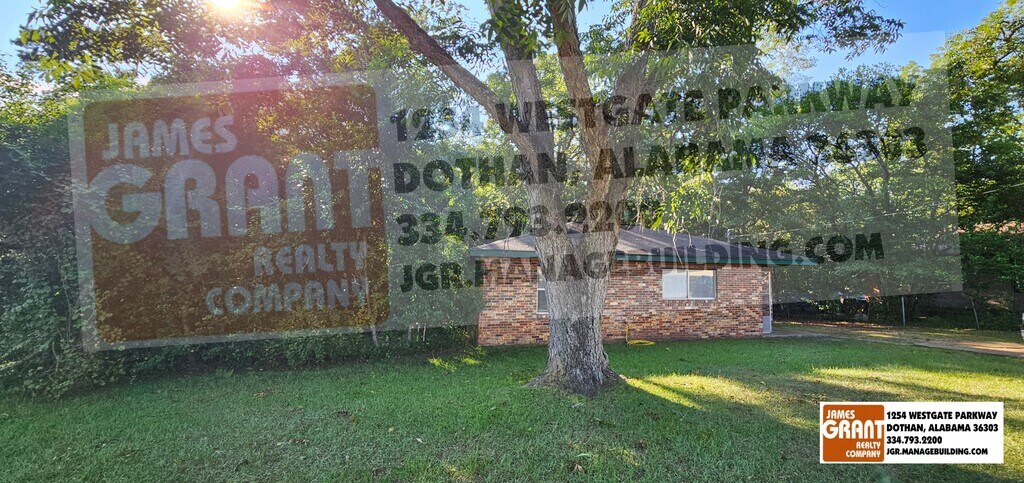 JAMES
GRANT
REALTY
COMPANY
1254 WESTGATE PARKWAY
DOTHAN, ALABAMA 36303
334.793.2200
JGR.MANAGEBUILDING.COM
JAMES
GRANT
REALTY
COMPANY
1254 WESTGATE PARKWAY
DOTHAN, ALABAMA 36303
334.793.2200
JGR.MANAGEBUILDING.COM